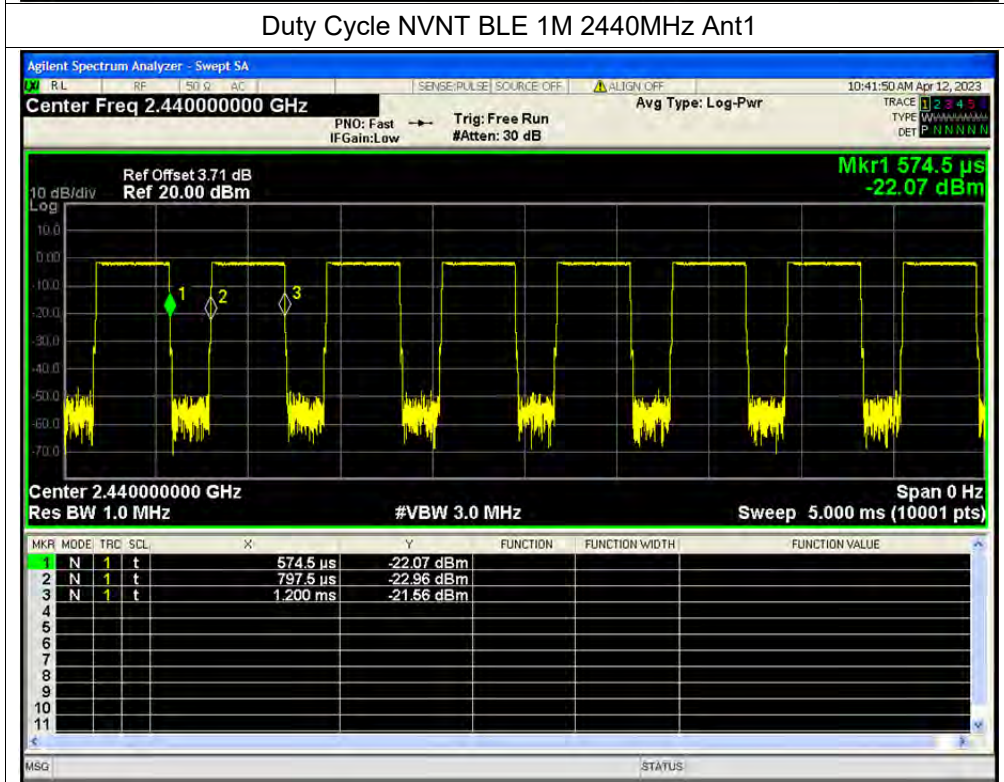 Duty Cycle NVNT BLE 1M 2440MHz Ant1
Agilent Spectrum Analyzer - Swept SA
LXI RL RF 50 Ω AC SENSE:PULSE SOURCE OFF ALIGN OFF 10:41:50 AM Apr 12, 2023
Center Freq 2.440000000 GHz Avg Type: Log-Pwr TRACE 1 2 3 4 5 6
PNO: Fast Trig: Free Run TYPE W
IFGain:Low #Atten: 30 dB DET P N N N N N
Mkr1 574.5 µs
-22.07 dBm
Ref Offset 3.71 dB
10 dB/div Ref 20.00 dBm
Log
10.0
0.00
-10.0
1 2 3
-20.0
-30.0
-40.0
-50.0
-60.0
-70.0
Center 2.440000000 GHz Span 0 Hz
Res BW 1.0 MHz #VBW 3.0 MHz Sweep 5.000 ms (10001 pts)
MKR MODE TRC SCL X Y FUNCTION FUNCTION WIDTH FUNCTION VALUE
1 N 1 t 574.5 µs -22.07 dBm
2 N 1 t 797.5 µs -22.96 dBm
3 N 1 t 1.200 ms -21.56 dBm
4
5
6
7
8
9
10
11
MSG STATUS